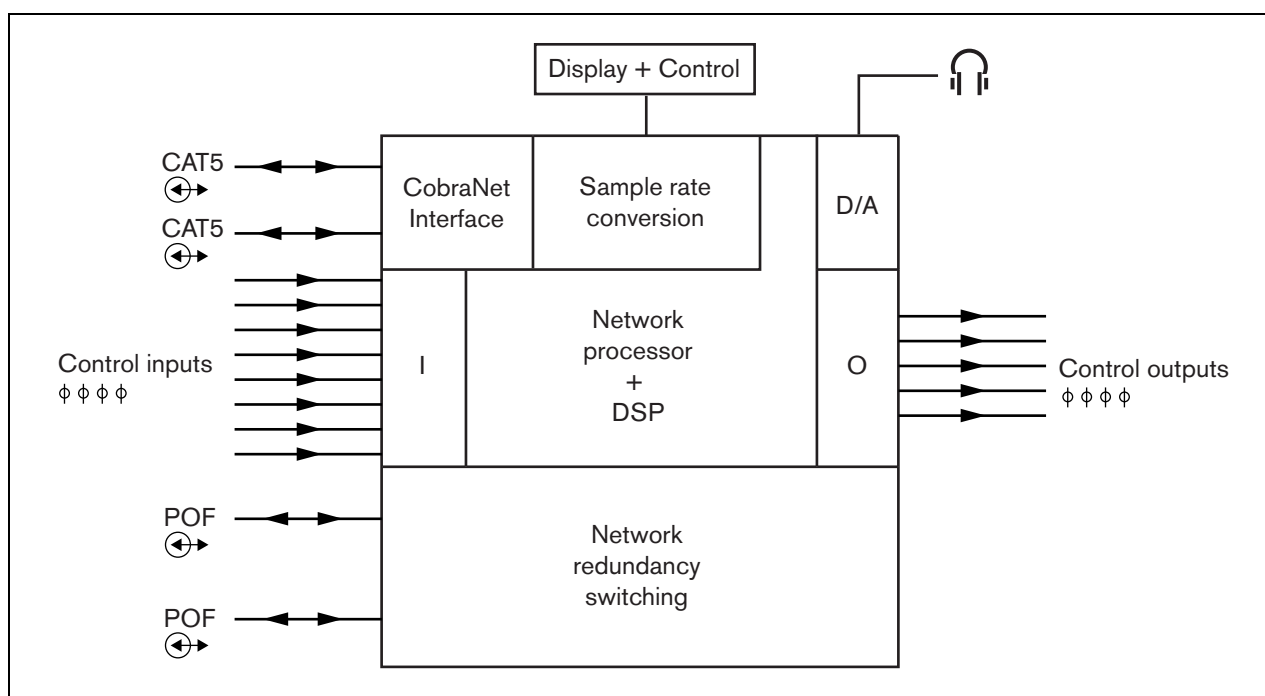 Display + Control
CAT5
CAT5
CobraNet
Interface
Sample rate
conversion
D/A
Control inputs
ϕ ϕ ϕ ϕ
I
Network
processor
+
DSP
O
Control outputs
ϕ ϕ ϕ ϕ
POF
POF
Network
redundancy
switching